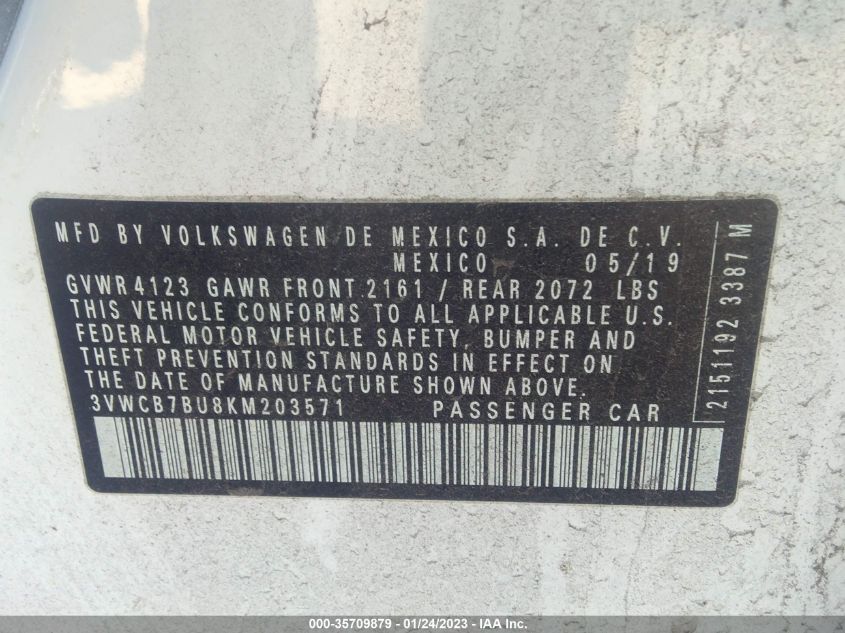 MFD BY VOLKSWAGEN DE MEXICO S.A. DE C.V.
MEXICO 05/19
GVWR 4123 GAWR FRONT 2161 / REAR 2072 LBS
THIS VEHICLE CONFORMS TO ALL APPLICABLE U.S.
FEDERAL MOTOR VEHICLE SAFETY, BUMPER AND
THEFT PREVENTION STANDARDS IN EFFECT ON
THE DATE OF MANUFACTURE SHOWN ABOVE.
3VWCB7BU8KM203571 PASSENGER CAR
2151192 3387 M
000-35709879 - 01/24/2023 - IAA Inc.